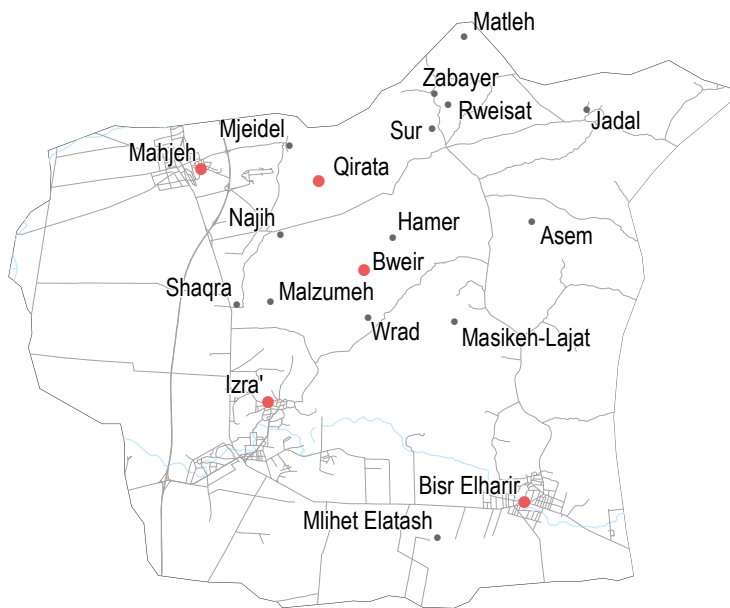 Matleh
Zabayer
Rweisat
Jadal
Sur
Mjeidel
Mahjeh
Qirata
Najih
Hamer
Asem
Bweir
Shaqra
Malzumeh
Wrad
Masikeh-Lajat
Izra'
Bisr Elharir
Mlihet Elatash